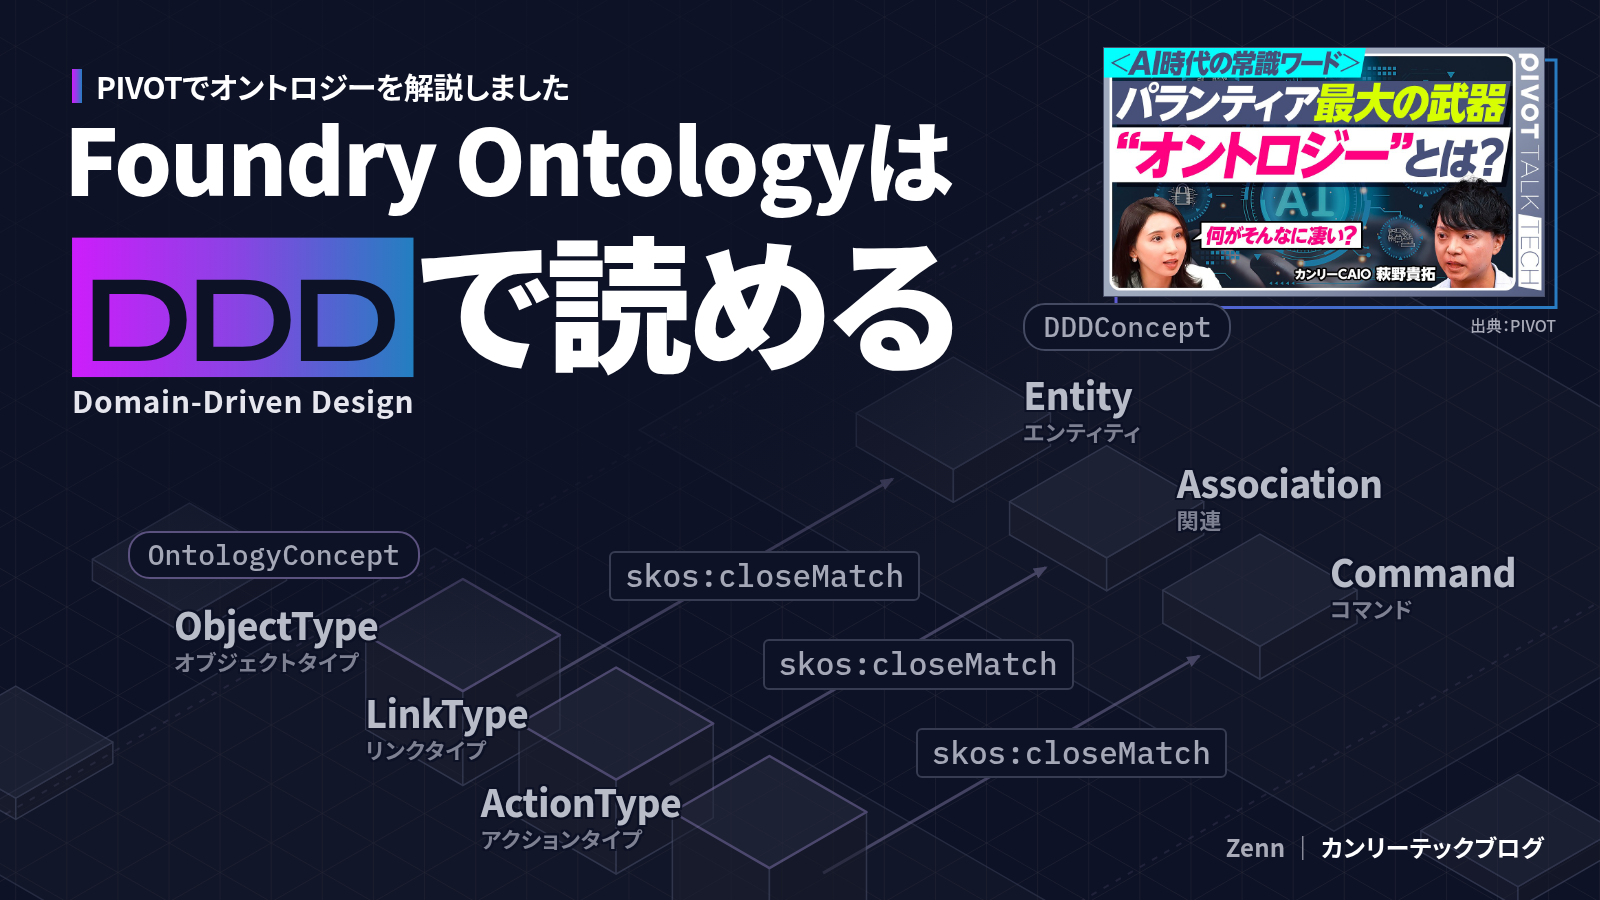 PIVOTでオントロジーを解説しました
Foundry Ontologyは
DDDで読める
Domain-Driven Design
<AI時代の常識ワード>
パランティア最大の武器
“オントロジー”とは?
AI
何がそんなに凄い?
カンリーCAIO 萩野貴拓
PIVOT TALK TECH
出典:PIVOT
DDDConcept
Entity
エンティティ
Association
関連
Command
コマンド
OntologyConcept
ObjectType
オブジェクトタイプ
LinkType
リンクタイプ
ActionType
アクションタイプ
skos:closeMatch
skos:closeMatch
skos:closeMatch
Zenn | カンリーテックブログ